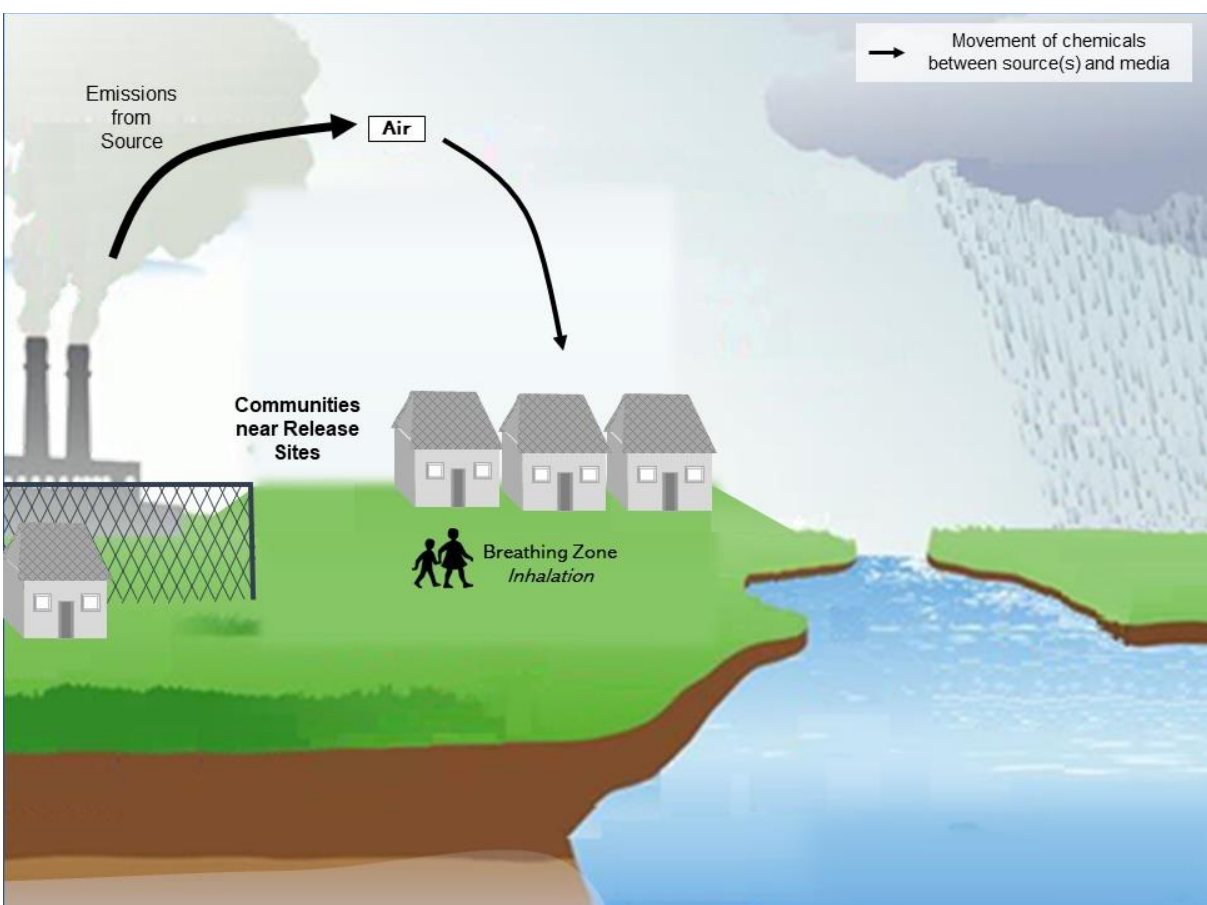 Movement of chemicals
between source(s) and media
Emissions
from
Source
Air
Communities
near Release
Sites
Breathing Zone
Inhalation